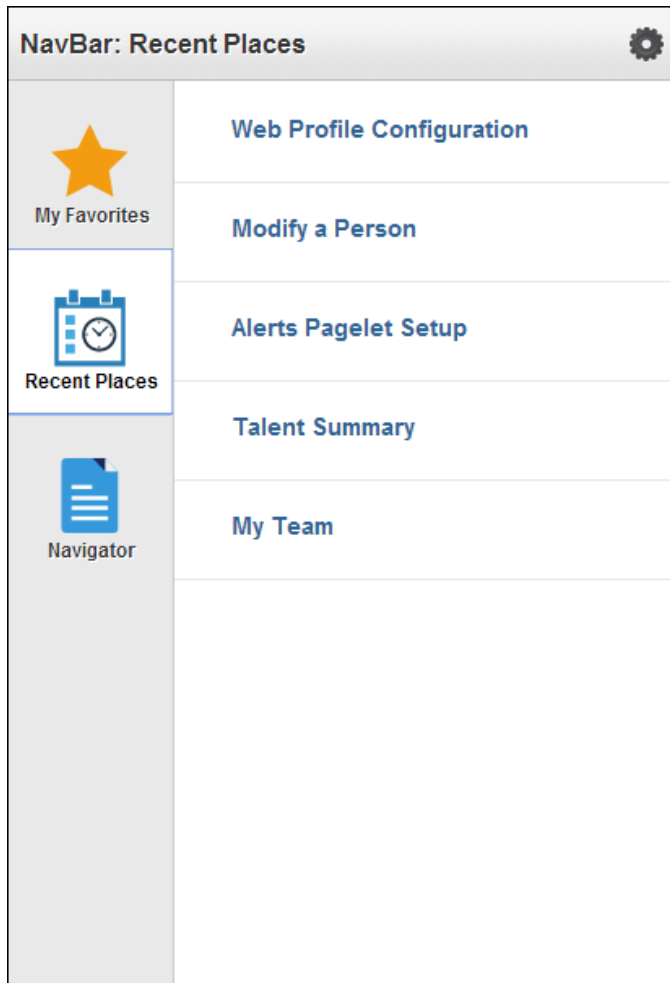 NavBar: Recent Places
My Favorites
Recent Places
Navigator
Web Profile Configuration
Modify a Person
Alerts Pagelet Setup
Talent Summary
My Team